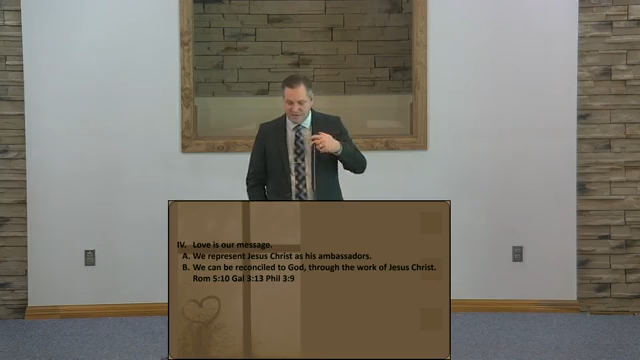 IV. Love is our message.
A. We represent Jesus Christ as his ambassadors.
B. We can be reconciled to God, through the work of Jesus Christ.
Rom 5:10 Gal 3:13 Phil 3:9